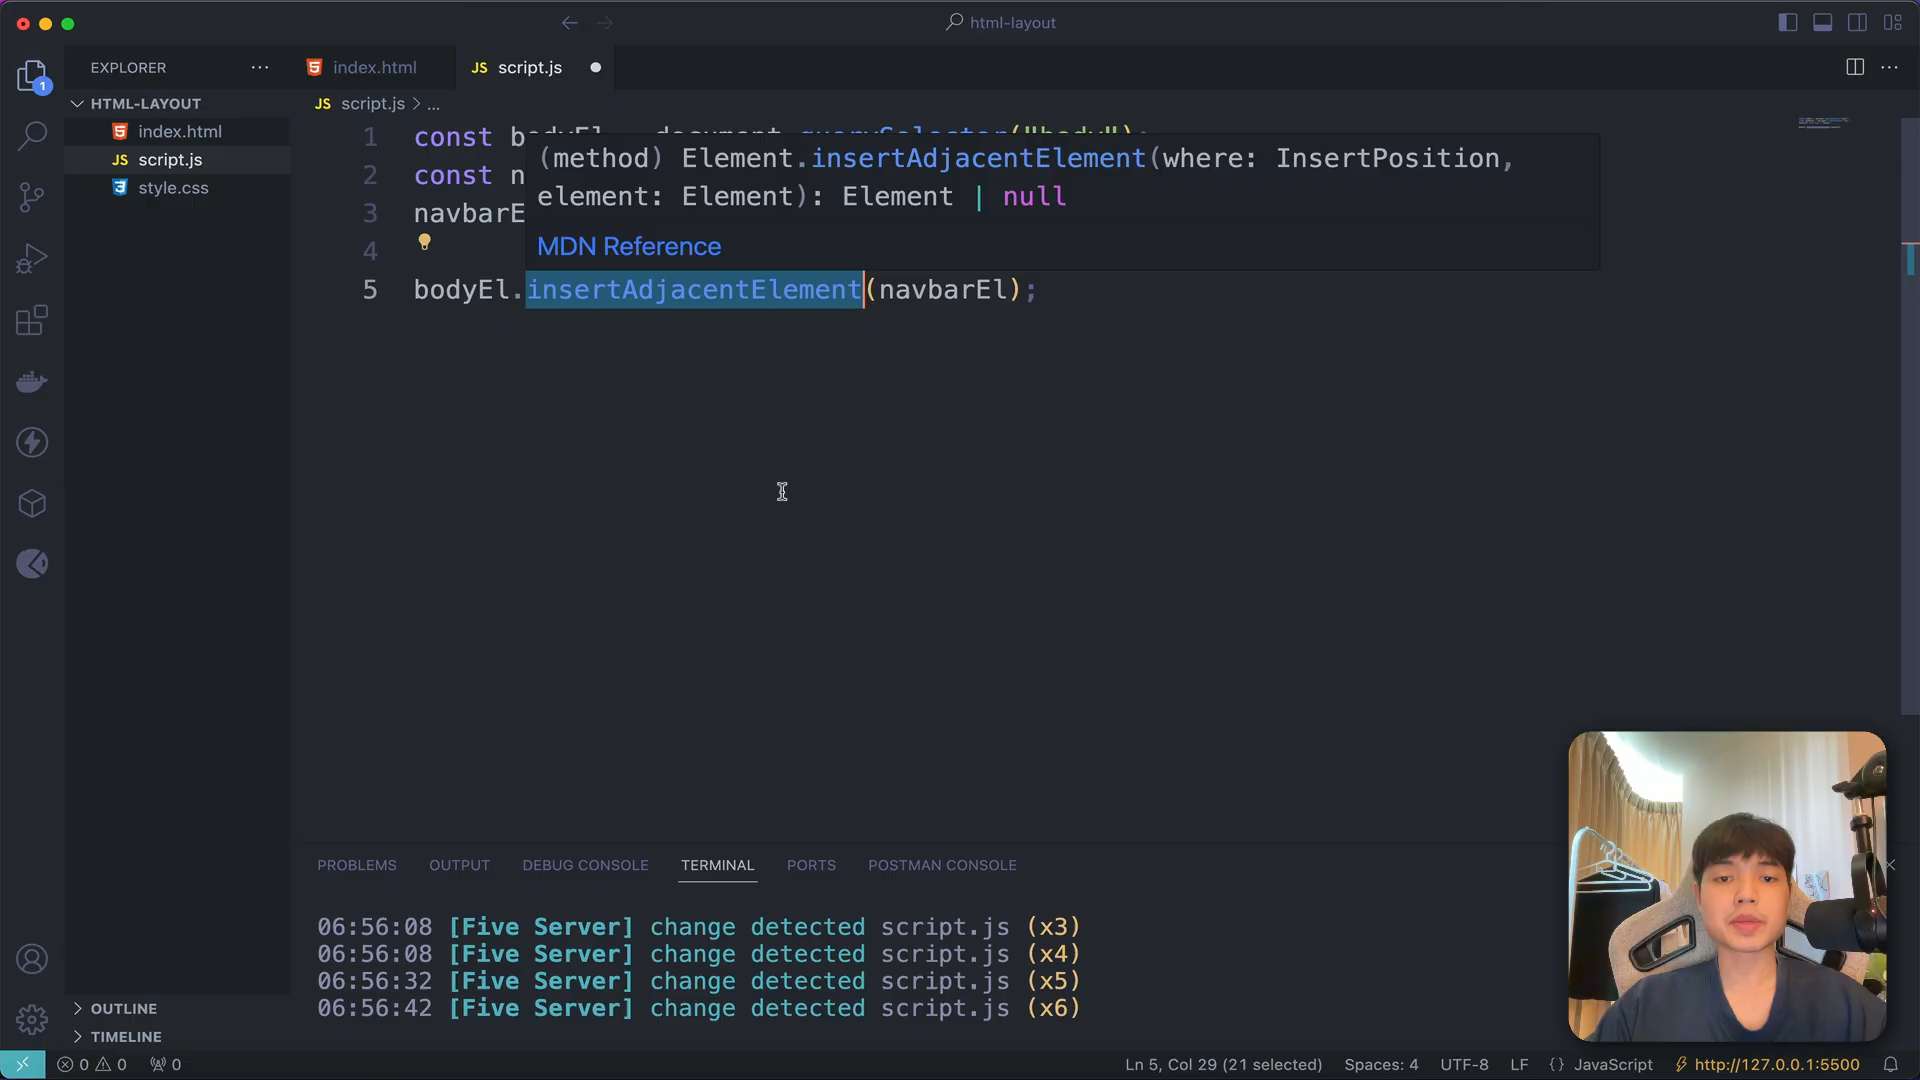 html-layout
EXPLORER
index.html
script.js
1
HTML-LAYOUT
index.html
script.js
style.css
JS script.js > ...
1 const bodyEl = document.querySelector("body");
2 const n
3 navbarE
4
5 bodyEl.insertAdjacentElement(navbarEl);
(method) Element.insertAdjacentElement(where: InsertPosition,
element: Element): Element | null
MDN Reference
PROBLEMS OUTPUT DEBUG CONSOLE TERMINAL PORTS POSTMAN CONSOLE
06:56:08 [Five Server] change detected script.js (x3)
06:56:08 [Five Server] change detected script.js (x4)
06:56:32 [Five Server] change detected script.js (x5)
06:56:42 [Five Server] change detected script.js (x6)
OUTLINE
TIMELINE
0 0 0
Ln 5, Col 29 (21 selected) Spaces: 4 UTF-8 LF {} JavaScript http://127.0.0.1:5500